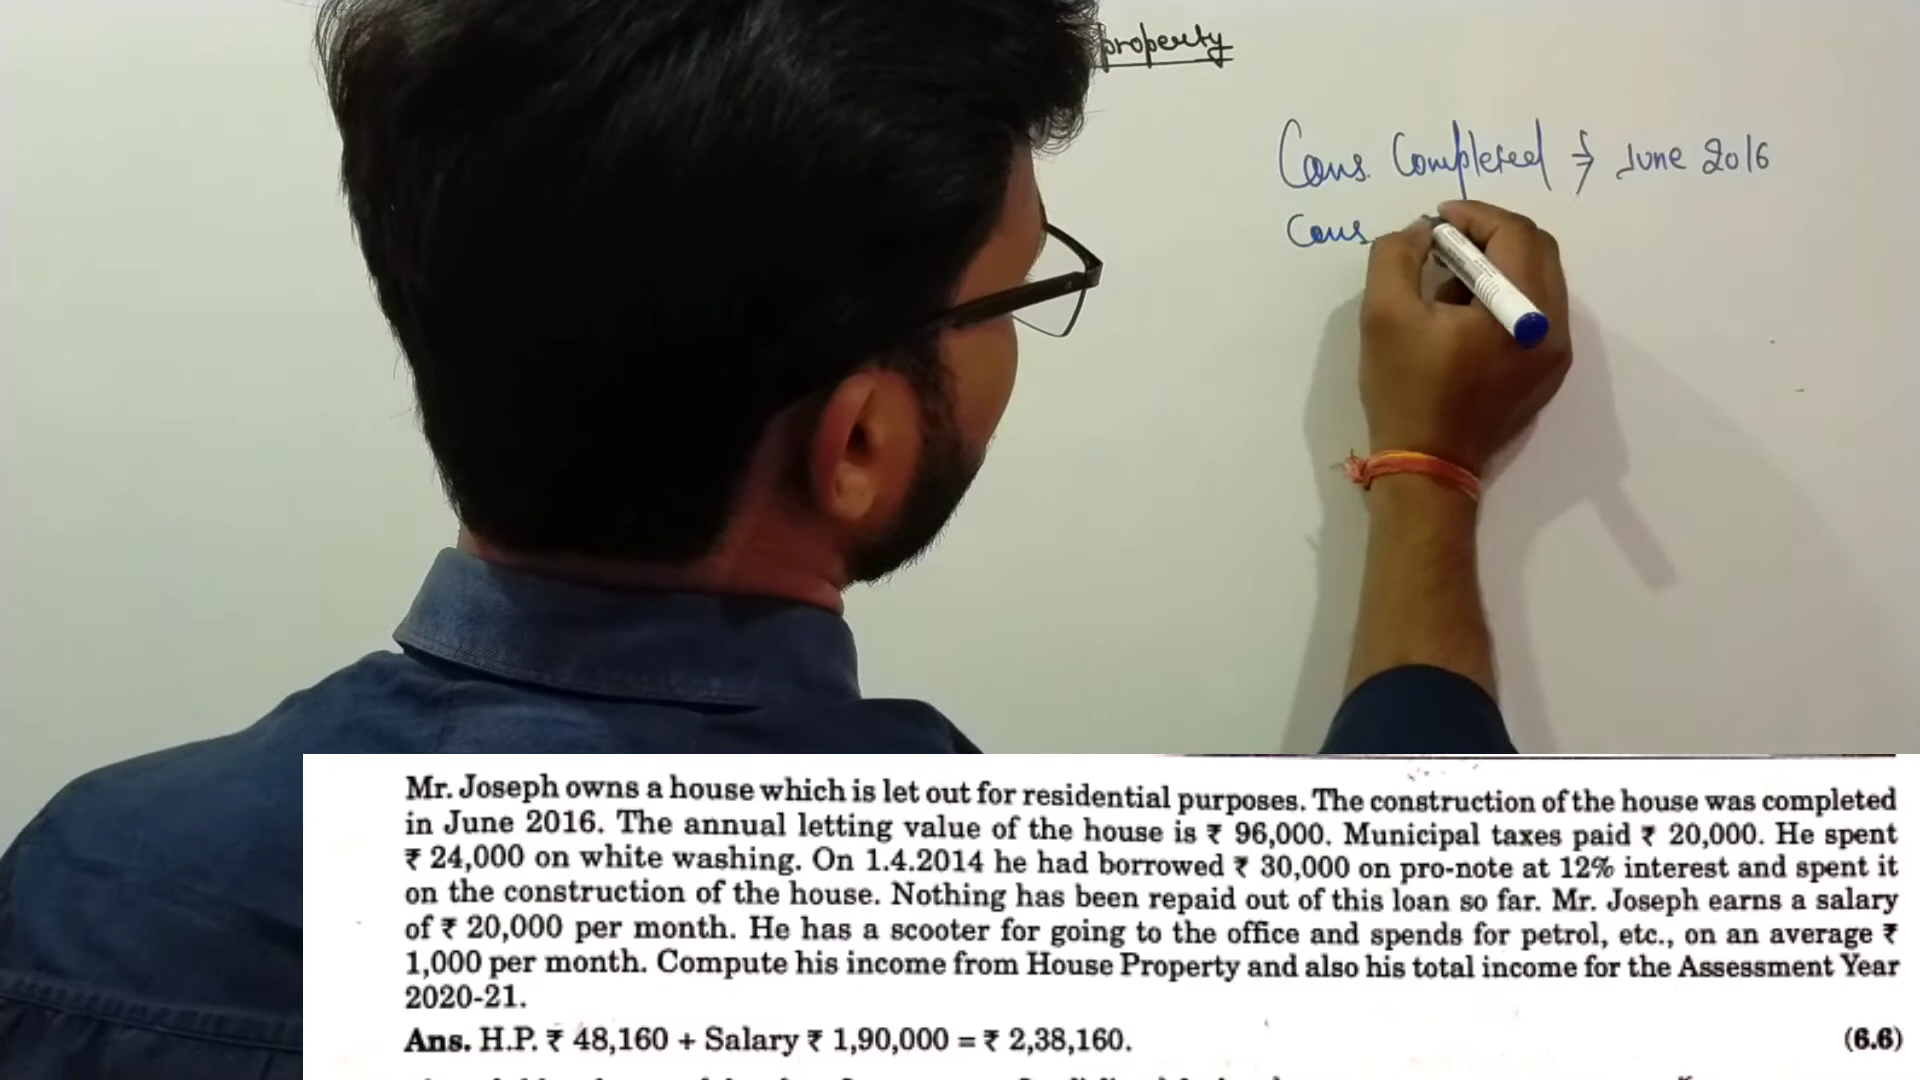 property
Cons. Completed → June 2016
Cons.
Mr. Joseph owns a house which is let out for residential purposes. The construction of the house was completed
in June 2016. The annual letting value of the house is ₹ 96,000. Municipal taxes paid ₹ 20,000. He spent
₹ 24,000 on white washing. On 1.4.2014 he had borrowed ₹ 30,000 on pro-note at 12% interest and spent it
on the construction of the house. Nothing has been repaid out of this loan so far. Mr. Joseph earns a salary
of ₹ 20,000 per month. He has a scooter for going to the office and spends for petrol, etc., on an average ₹
1,000 per month. Compute his income from House Property and also his total income for the Assessment Year
2020-21.
Ans. H.P. ₹ 48,160 + Salary ₹ 1,90,000 = ₹ 2,38,160.
(6.6)